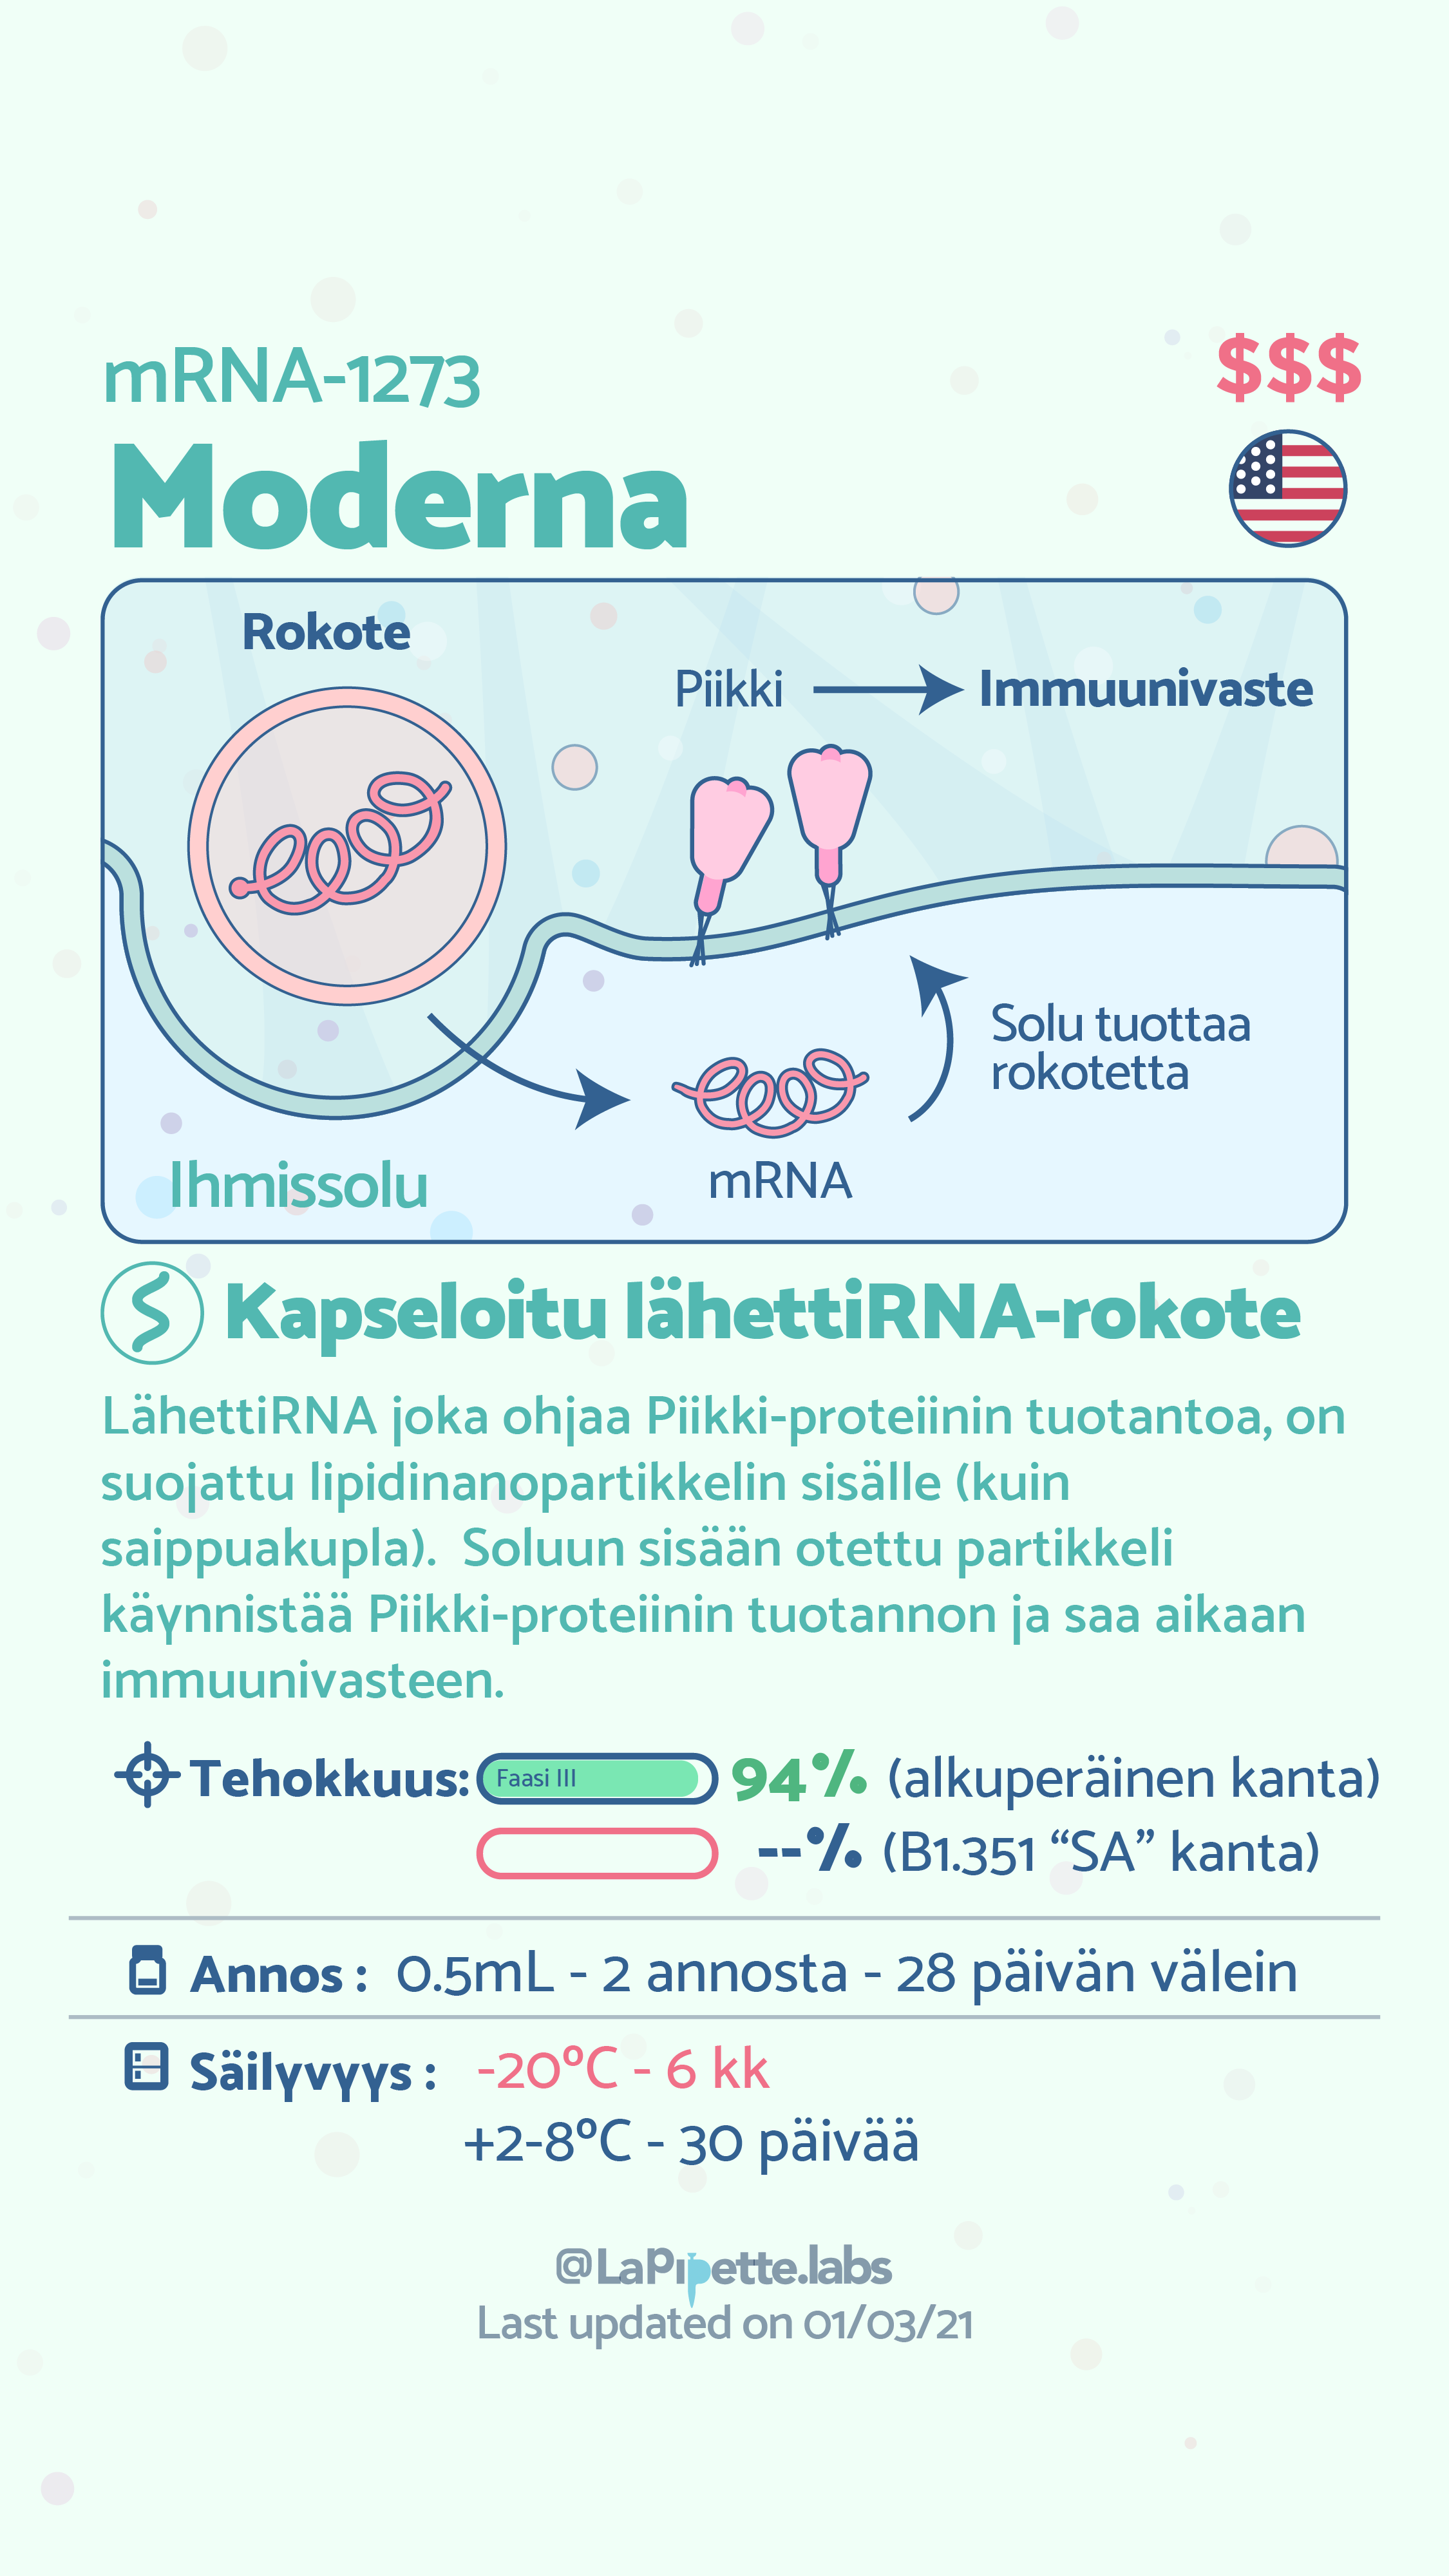 mRNA-1273
$$$
Moderna
Rokote
Piikki
Immuunivaste
Solu tuottaa
rokotetta
Ihmissolu
mRNA
Kapseloitu lähettiRNA-rokote
LähettiRNA joka ohjaa Piikki-proteiinin tuotantoa, on
suojattu lipidinanopartikkelin sisälle (kuin
saippuakupla).  Soluun sisään otettu partikkeli
käynnistää Piikki-proteiinin tuotannon ja saa aikaan
immuunivasteen.
Tehokkuus: Faasi III 94% (alkuperäinen kanta)
--% (B1.351 “SA” kanta)
Annos : 0.5mL - 2 annosta - 28 päivän välein
Säilyvyys : -20ºC - 6 kk
+2-8ºC - 30 päivää
@LaPipette.labs
Last updated on 01/03/21